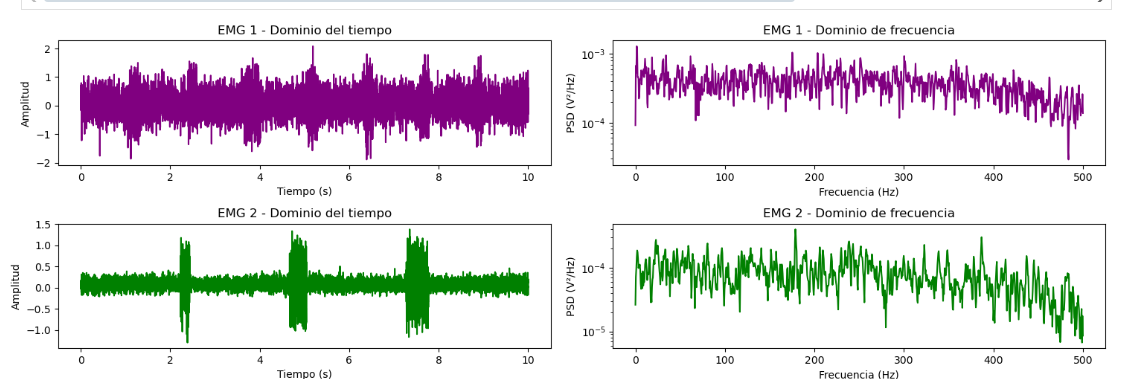 EMG 1 - Dominio del tiempo
EMG 1 - Dominio de frecuencia
2
1
0
−1
−2
Amplitud
0 2 4 6 8 10
Tiempo (s)
10⁻³
10⁻⁴
PSD (V²/Hz)
0 100 200 300 400 500
Frecuencia (Hz)
EMG 2 - Dominio del tiempo
EMG 2 - Dominio de frecuencia
1.5
1.0
0.5
0.0
−0.5
−1.0
Amplitud
0 2 4 6 8 10
Tiempo (s)
10⁻⁴
10⁻⁵
PSD (V²/Hz)
0 100 200 300 400 500
Frecuencia (Hz)